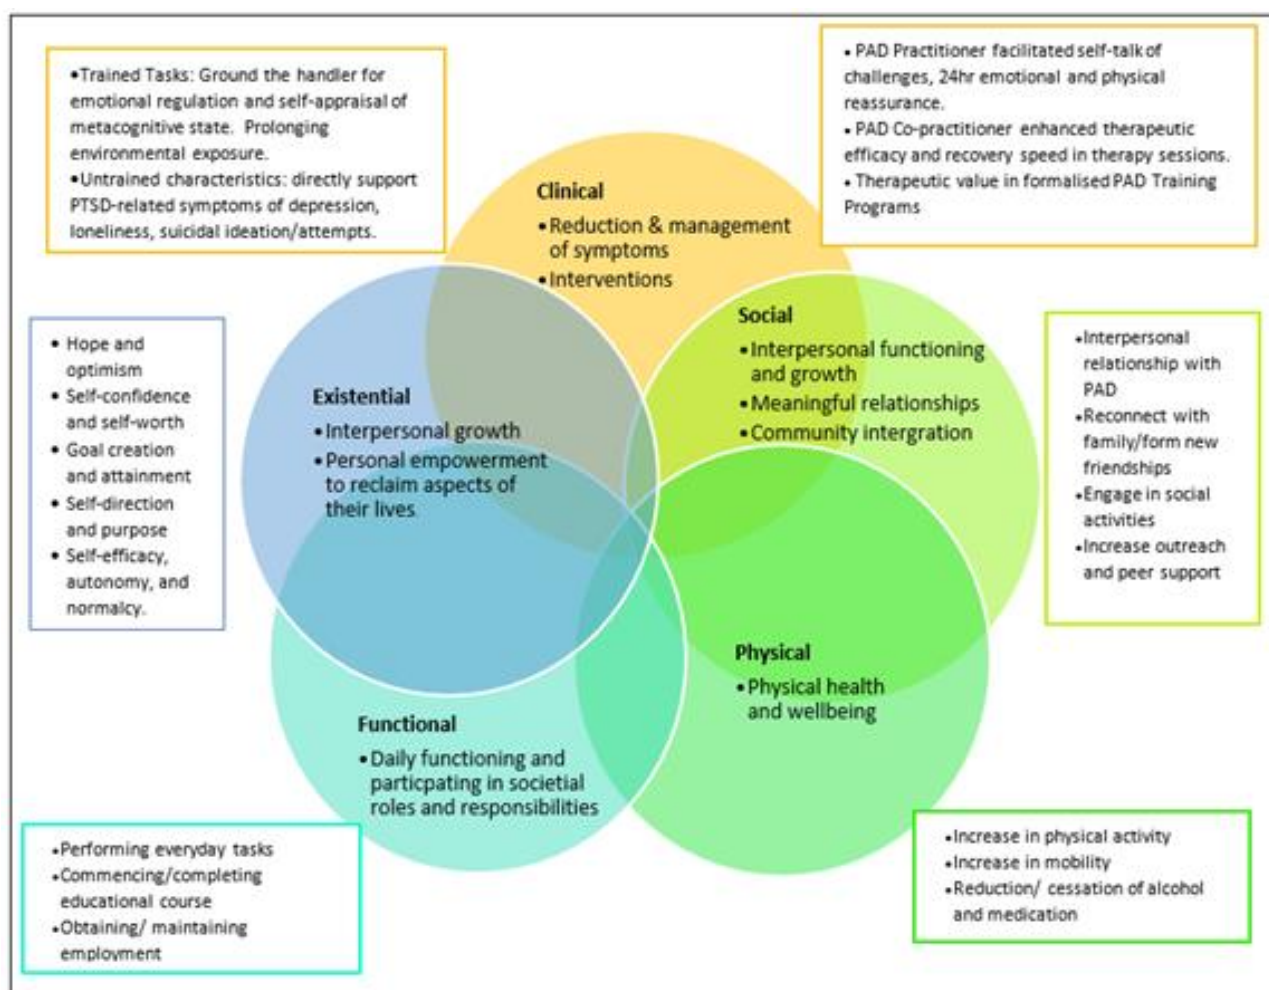 •Trained Tasks: Ground the handler for
emotional regulation and self-appraisal of
metacognitive state.  Prolonging
environmental exposure.
•Untrained characteristics: directly support
PTSD-related symptoms of depression,
loneliness, suicidal ideation/attempts.
• PAD Practitioner facilitated self-talk of
challenges, 24hr emotional and physical
reassurance.
• PAD Co-practitioner enhanced therapeutic
efficacy and recovery speed in therapy sessions.
• Therapeutic value in formalised PAD Training
Programs
Clinical
•Reduction & management
of symptoms
•Interventions
Social
•Interpersonal functioning
and growth
•Meaningful relationships
•Community intergration
•Interpersonal
relationship with
PAD
•Reconnect with
family/form new
friendships
•Engage in social
activities
•Increase outreach
and peer support
• Hope and
optimism
• Self-confidence
and self-worth
• Goal creation
and attainment
• Self-direction
and purpose
• Self-efficacy,
autonomy, and
normalcy.
Existential
•Interpersonal growth
•Personal empowerment
to reclaim aspects of
their lives
Physical
•Physical health
and wellbeing
Functional
•Daily functioning and
particpating in societial
roles and responsibilities
•Performing everyday tasks
•Commencing/completing
educational course
•Obtaining/ maintaining
employment
•Increase in physical activity
•Increase in mobility
•Reduction/ cessation of alcohol
and medication